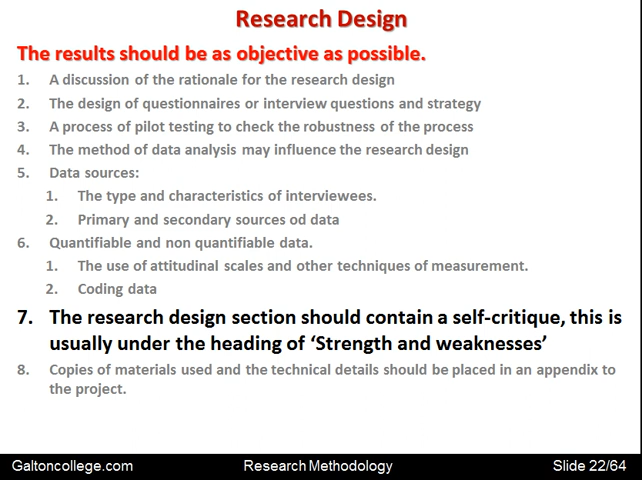 Research Design
The results should be as objective as possible.
1. A discussion of the rationale for the research design
2. The design of questionnaires or interview questions and strategy
3. A process of pilot testing to check the robustness of the process
4. The method of data analysis may influence the research design
5. Data sources:
1. The type and characteristics of interviewees.
2. Primary and secondary sources od data
6. Quantifiable and non quantifiable data.
1. The use of attitudinal scales and other techniques of measurement.
2. Coding data
7. The research design section should contain a self-critique, this is
usually under the heading of ‘Strength and weaknesses’
8. Copies of materials used and the technical details should be placed in an appendix to
the project.
Galtoncollege.com Research Methodology Slide 22/64